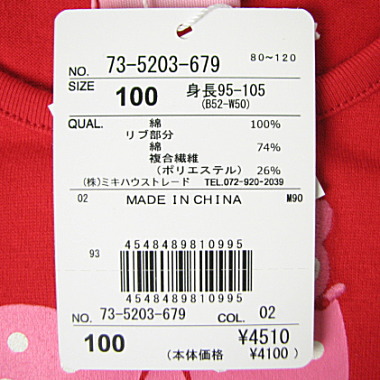 NO. 73-5203-679 80~120
SIZE 100 身長95-105
(B52-W50)
QUAL. 綿 100%
リブ部分
綿 74%
複合繊維
(ポリエステル) 26%
(株)ミキハウストレード TEL.072-920-2039
02 MADE IN CHINA M90
93
4548489810995
NO. 73-5203-679 COL. 02
100 ¥4510
(本体価格 ¥4100)